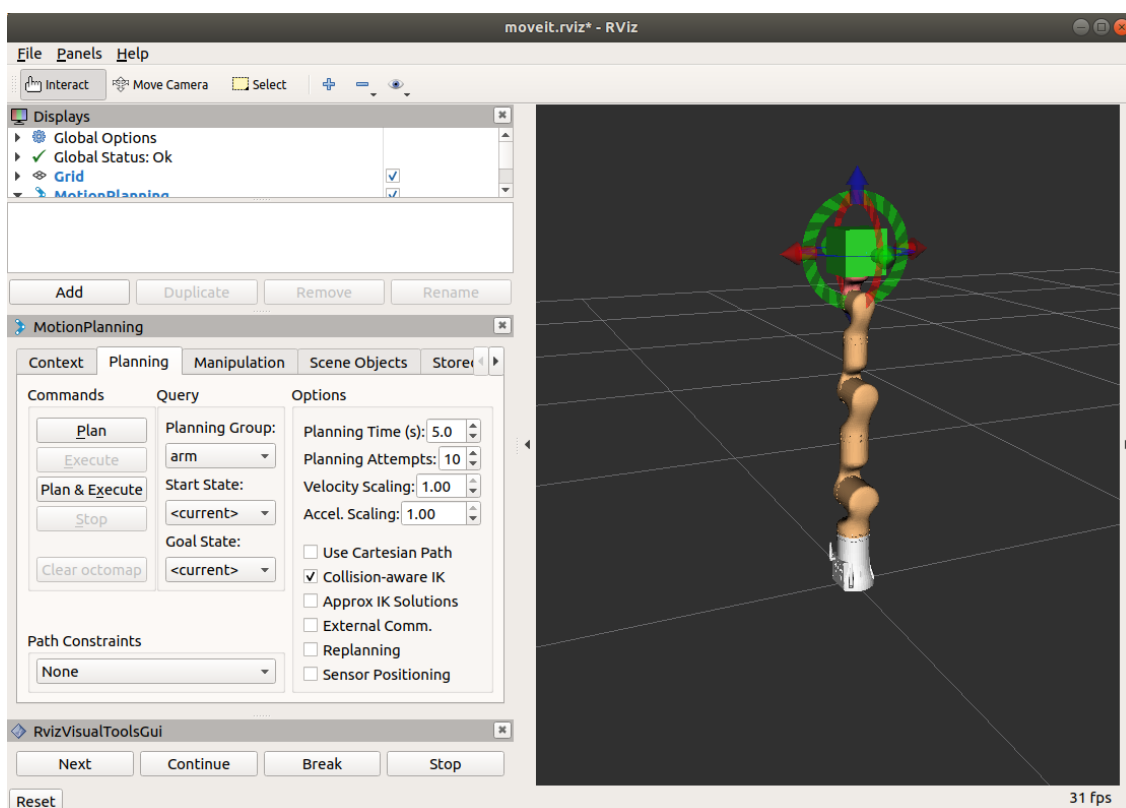 moveit.rviz* - RViz
File Panels Help
Interact Move Camera Select
Displays
Global Options
Global Status: Ok
Grid
MotionPlanning
Add Duplicate Remove Rename
MotionPlanning
Context Planning Manipulation Scene Objects
Commands Query Options
Plan
Execute
Plan & Execute
Stop
Clear octomap
Planning Group:
arm
Start State:
<current>
Goal State:
<current>
Planning Time (s): 5.0
Planning Attempts: 10
Velocity Scaling: 1.00
Accel. Scaling: 1.00
Use Cartesian Path
Collision-aware IK
Approx IK Solutions
External Comm.
Replanning
Sensor Positioning
Path Constraints
None
RvizVisualToolsGui
Next Continue Break Stop
Reset
31 fps